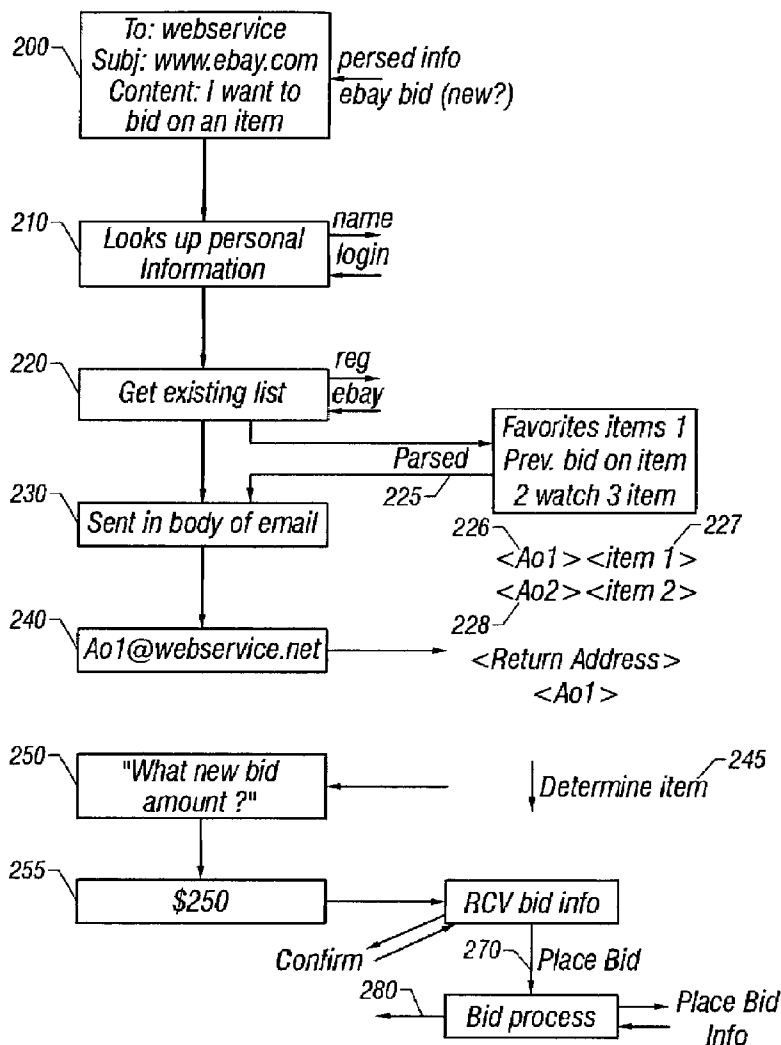 200
To: webservice
Subj: www.ebay.com
Content: I want to
bid on an item
persed info
ebay bid (new?)
210
Looks up personal
Information
name
login
220
Get existing list
reg
ebay
Favorites items 1
Prev. bid on item
2 watch 3 item
Parsed
225
230
Sent in body of email
226
227
<Ao1> <item 1>
<Ao2> <item 2>
228
240
Ao1@webservice.net
<Return Address>
<Ao1>
250
"What new bid
amount ?"
Determine item
245
255
$250
RCV bid info
Confirm
270
Place Bid
280
Bid process
Place Bid
Info